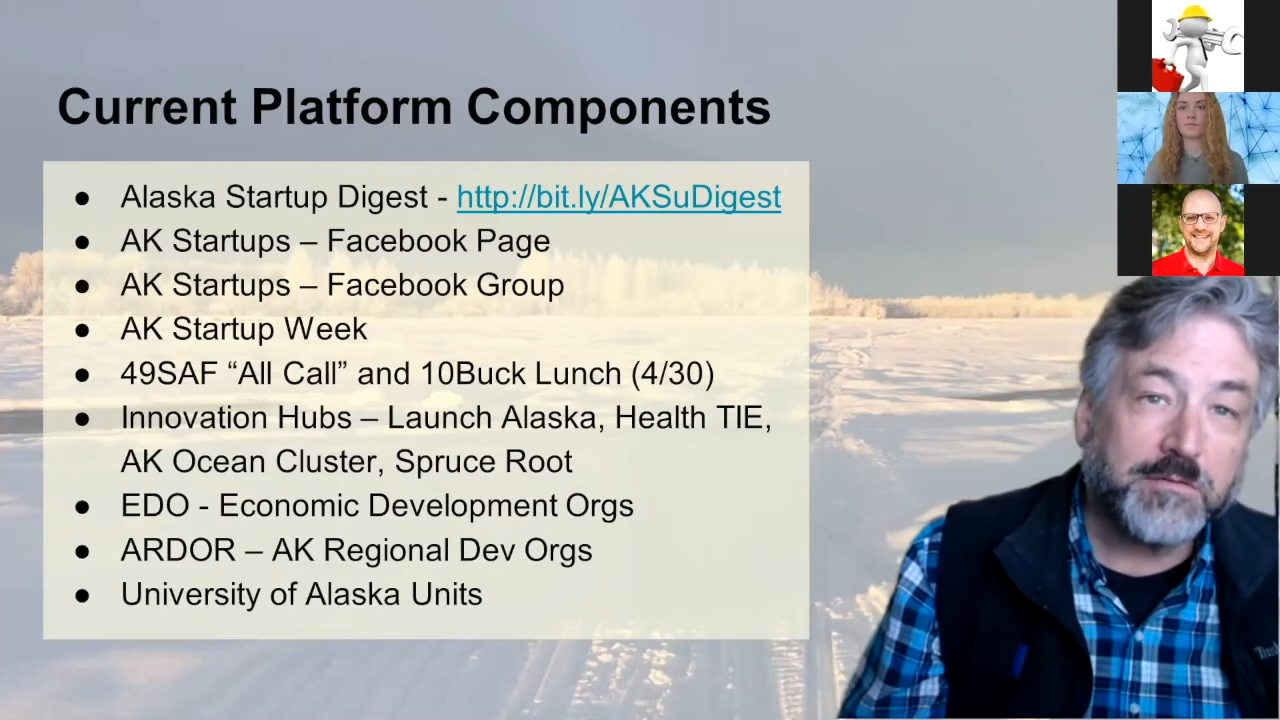 Current Platform Components
● Alaska Startup Digest - http://bit.ly/AKSuDigest
● AK Startups – Facebook Page
● AK Startups – Facebook Group
● AK Startup Week
● 49SAF “All Call” and 10Buck Lunch (4/30)
● Innovation Hubs – Launch Alaska, Health TIE,
AK Ocean Cluster, Spruce Root
● EDO - Economic Development Orgs
● ARDOR – AK Regional Dev Orgs
● University of Alaska Units